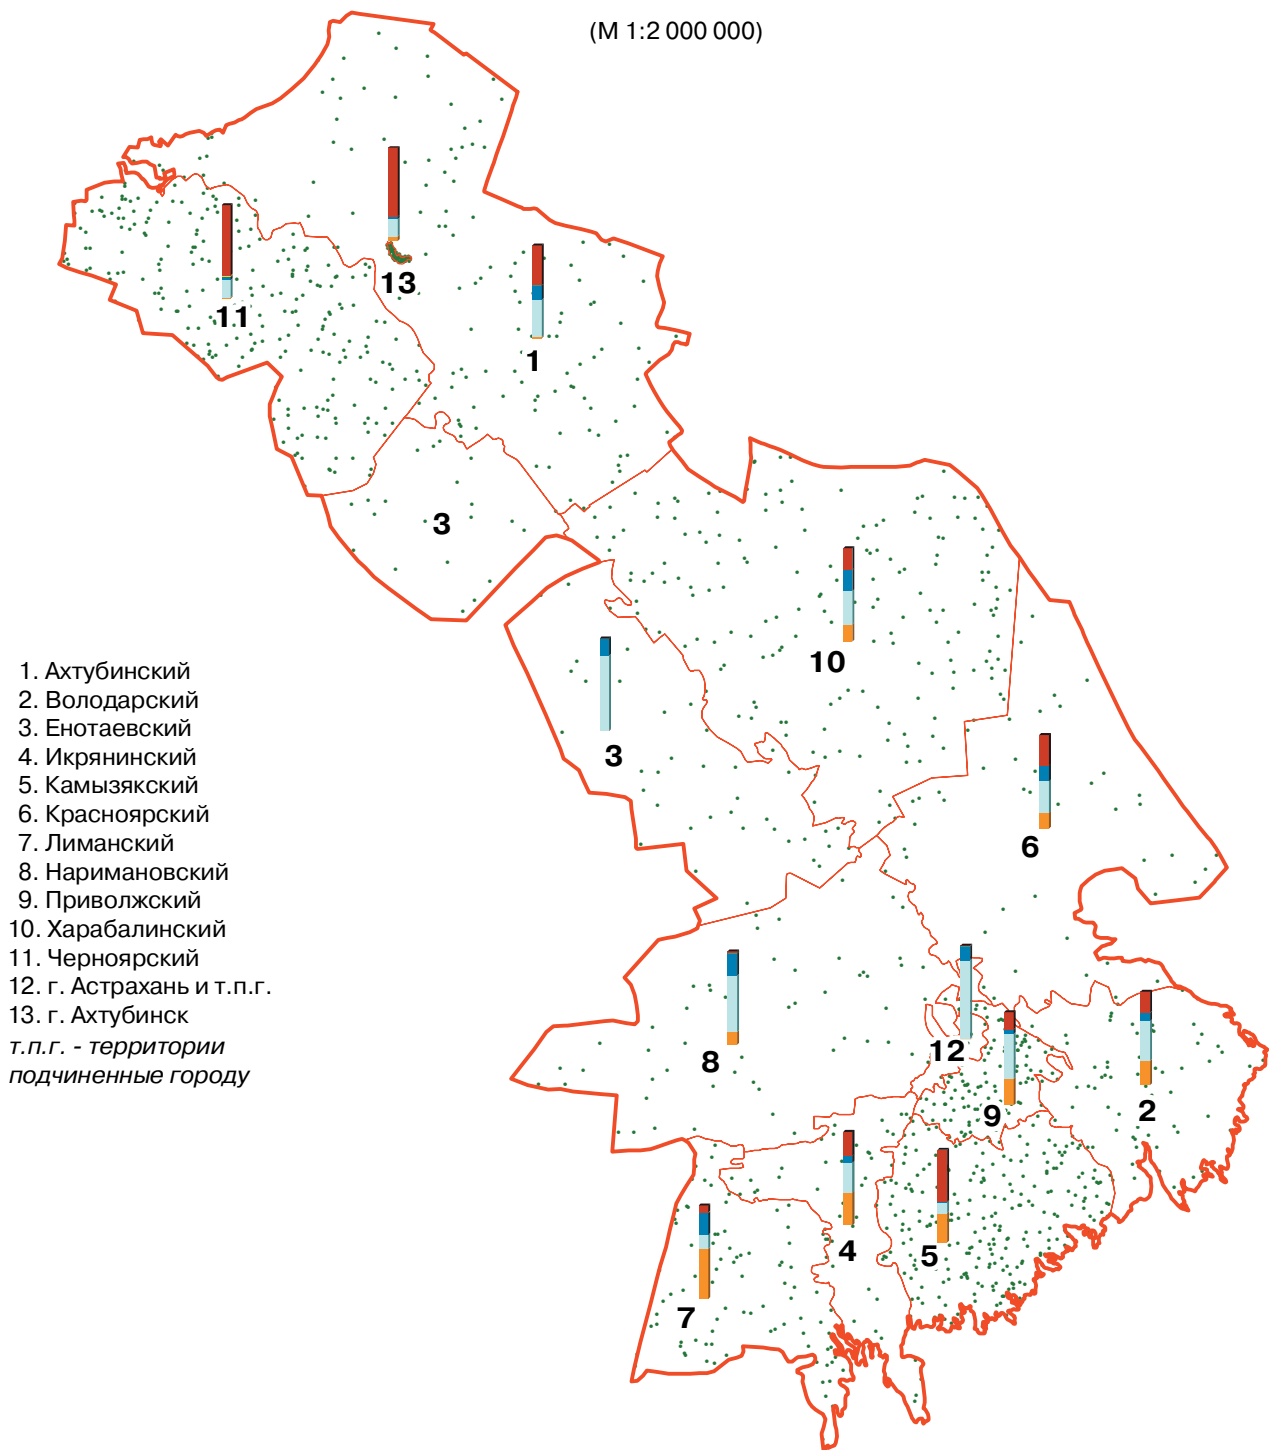 (М 1:2 000 000)
13
11
1
3
10
3
6
12
8
9
2
4
5
7
1. Ахтубинский
2. Володарский
3. Енотаевский
4. Икрянинский
5. Камызякский
6. Красноярский
7. Лиманский
8. Наримановский
9. Приволжский
10. Харабалинский
11. Черноярский
12. г. Астрахань и т.п.г.
13. г. Ахтубинск
т.п.г. - территории
подчиненные городу